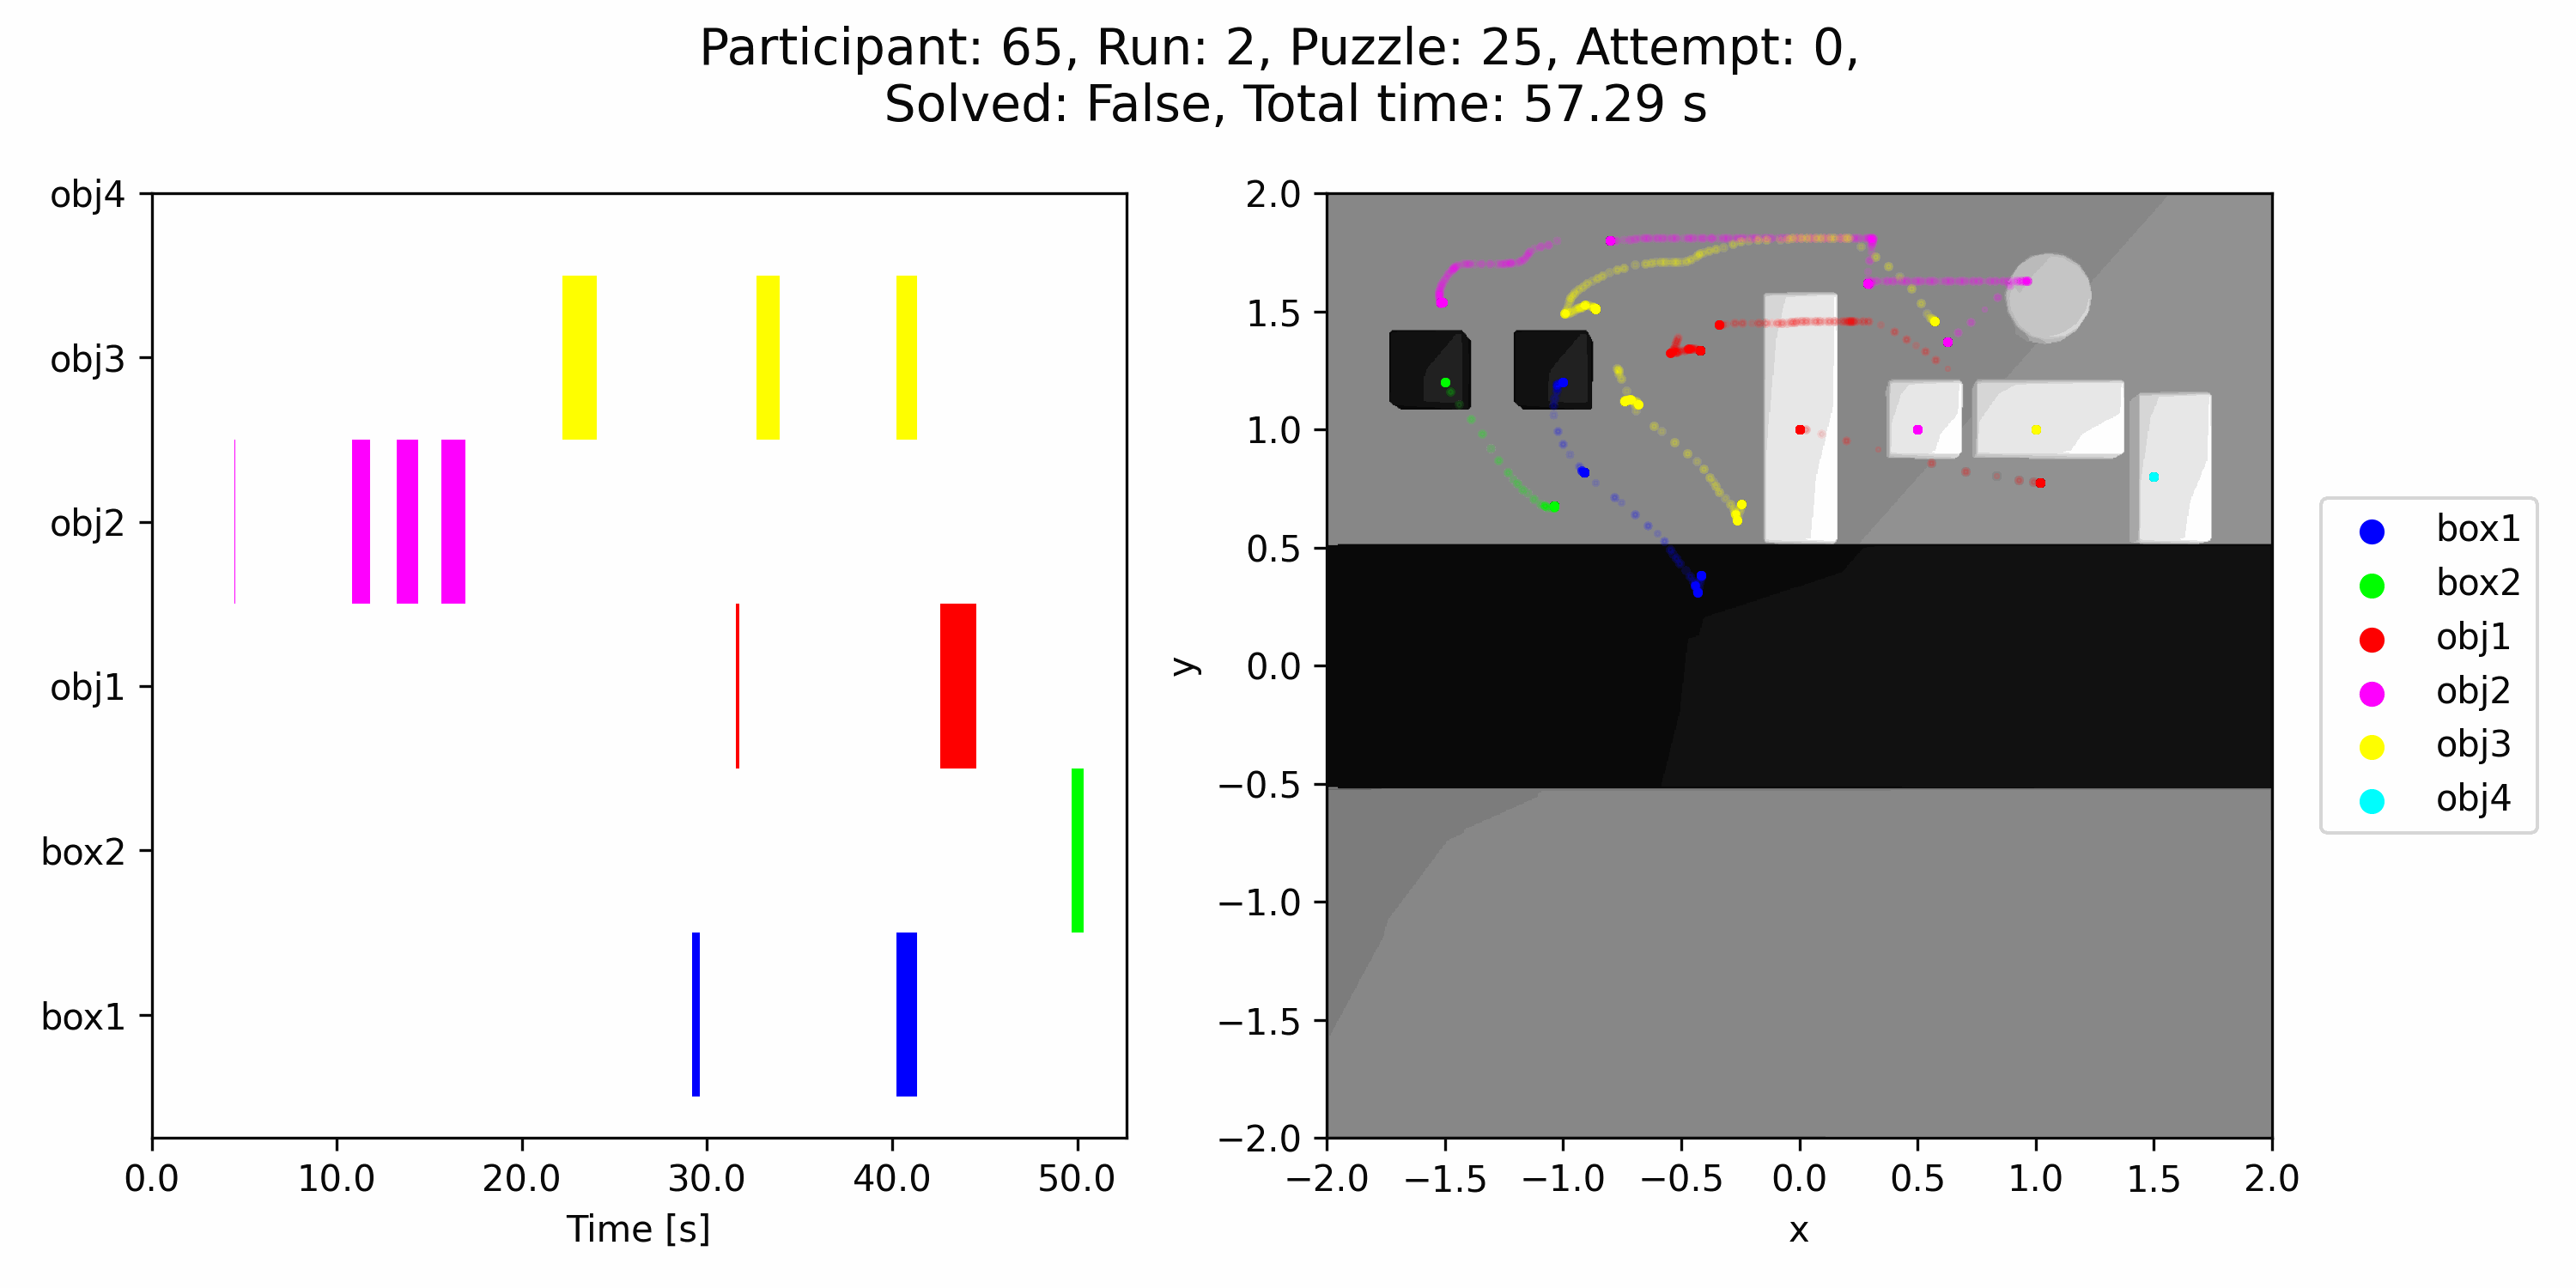 Participant: 65, Run: 2, Puzzle: 25, Attempt: 0,
Solved: False, Total time: 57.29 s
obj4
obj3
obj2
obj1
box2
box1
0.0 10.0 20.0 30.0 40.0 50.0
Time [s]
2.0
1.5
1.0
0.5
0.0
−0.5
−1.0
−1.5
−2.0
y
−2.0 −1.5 −1.0 −0.5 0.0 0.5 1.0 1.5 2.0
x
box1
box2
obj1
obj2
obj3
obj4